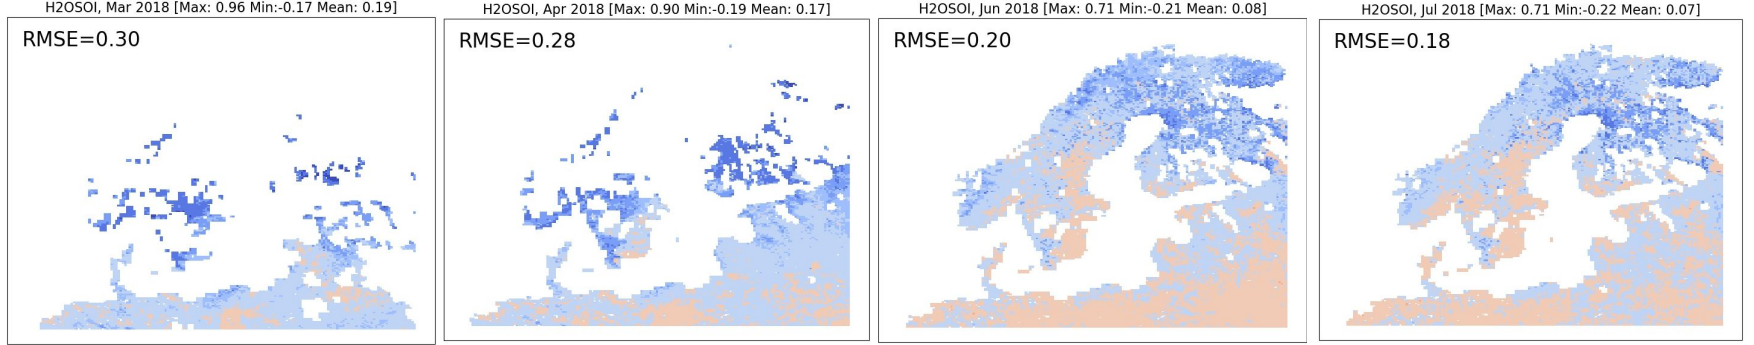 H2OSOI, Mar 2018 [Max: 0.96 Min:-0.17 Mean: 0.19]
RMSE=0.30
H2OSOI, Apr 2018 [Max: 0.90 Min:-0.19 Mean: 0.17]
RMSE=0.28
H2OSOI, Jun 2018 [Max: 0.71 Min:-0.21 Mean: 0.08]
RMSE=0.20
H2OSOI, Jul 2018 [Max: 0.71 Min:-0.22 Mean: 0.07]
RMSE=0.18